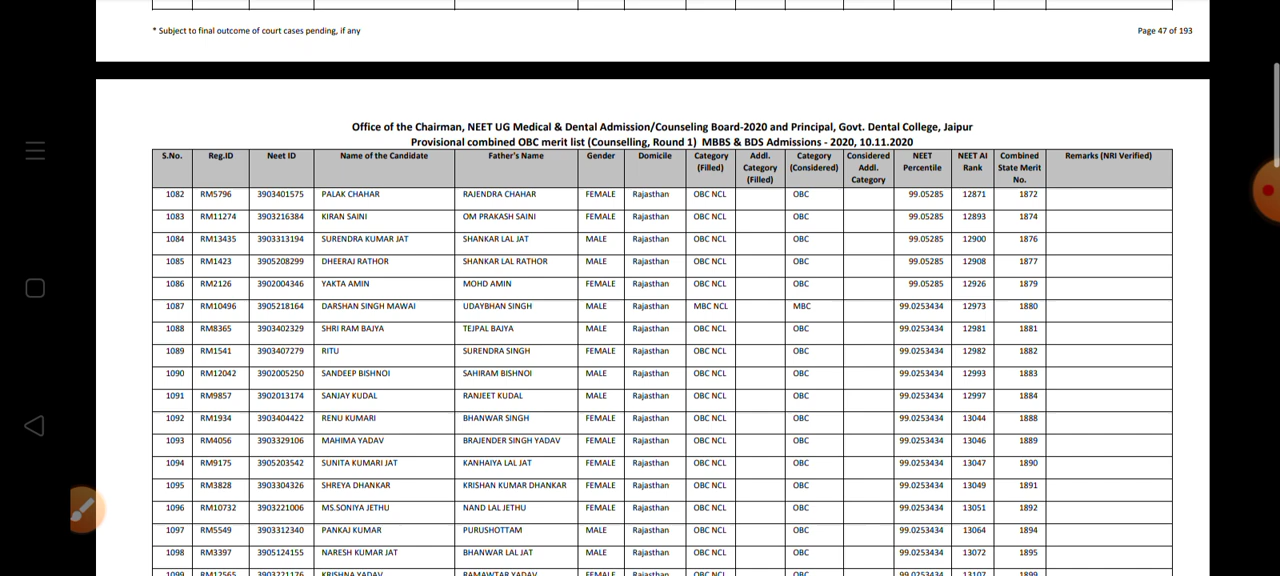 * Subject to final outcome of court cases pending, if any Page 47 of 193
Office of the Chairman, NEET UG Medical & Dental Admission/Counseling Board-2020 and Principal, Govt. Dental College, Jaipur
Provisional combined OBC merit list (Counselling, Round 1) MBBS & BDS Admissions - 2020, 10.11.2020
S.No. Reg.ID Neet ID Name of the Candidate Father's Name Gender Domicile Category (Filled) Addl. Category (Filled) Category (Considered) Considered Addl. Category NEET Percentile NEET AI Rank Combined State Merit No. Remarks (NRI Verified)
1082 RM5796 3903401575 PALAK CHAHAR RAJENDRA CHAHAR FEMALE Rajasthan OBC NCL OBC 99.05285 12871 1872
1083 RM11274 3903216384 KIRAN SAINI OM PRAKASH SAINI FEMALE Rajasthan OBC NCL OBC 99.05285 12893 1874
1084 RM13435 3903313194 SURENDRA KUMAR JAT SHANKAR LAL JAT MALE Rajasthan OBC NCL OBC 99.05285 12900 1876
1085 RM1423 3905208299 DHEERAJ RATHOR SHANKAR LAL RATHOR MALE Rajasthan OBC NCL OBC 99.05285 12908 1877
1086 RM2126 3902004346 YAKTA AMIN MOHD AMIN FEMALE Rajasthan OBC NCL OBC 99.05285 12926 1879
1087 RM10496 3905218164 DARSHAN SINGH MAWAI UDAYBHAN SINGH MALE Rajasthan MBC NCL MBC 99.0253434 12973 1880
1088 RM8365 3903402329 SHRI RAM BAJYA TEJPAL BAJYA MALE Rajasthan OBC NCL OBC 99.0253434 12981 1881
1089 RM1541 3903407279 RITU SURENDRA SINGH FEMALE Rajasthan OBC NCL OBC 99.0253434 12982 1882
1090 RM12042 3902005250 SANDEEP BISHNOI SAHIRAM BISHNOI MALE Rajasthan OBC NCL OBC 99.0253434 12993 1883
1091 RM9857 3902013174 SANJAY KUDAL RANJEET KUDAL MALE Rajasthan OBC NCL OBC 99.0253434 12997 1884
1092 RM1934 3903404422 RENU KUMARI BHANWAR SINGH FEMALE Rajasthan OBC NCL OBC 99.0253434 13044 1888
1093 RM4056 3903329106 MAHIMA YADAV BRAJENDER SINGH YADAV FEMALE Rajasthan OBC NCL OBC 99.0253434 13046 1889
1094 RM9175 3905203542 SUNITA KUMARI JAT KANHAIYA LAL JAT FEMALE Rajasthan OBC NCL OBC 99.0253434 13047 1890
1095 RM3828 3903304326 SHREYA DHANKAR KRISHAN KUMAR DHANKAR FEMALE Rajasthan OBC NCL OBC 99.0253434 13049 1891
1096 RM10732 3903221006 MS.SONIYA JETHU NAND LAL JETHU FEMALE Rajasthan OBC NCL OBC 99.0253434 13051 1892
1097 RM5549 3903312340 PANKAJ KUMAR PURUSHOTTAM MALE Rajasthan OBC NCL OBC 99.0253434 13064 1894
1098 RM3397 3905124155 NARESH KUMAR JAT BHANWAR LAL JAT MALE Rajasthan OBC NCL OBC 99.0253434 13072 1895
1099 RM12565 3903221176 KRISHNA YADAV RAMAWTAR YADAV FEMALE Rajasthan OBC NCL OBC 99.0253434 13107 1899